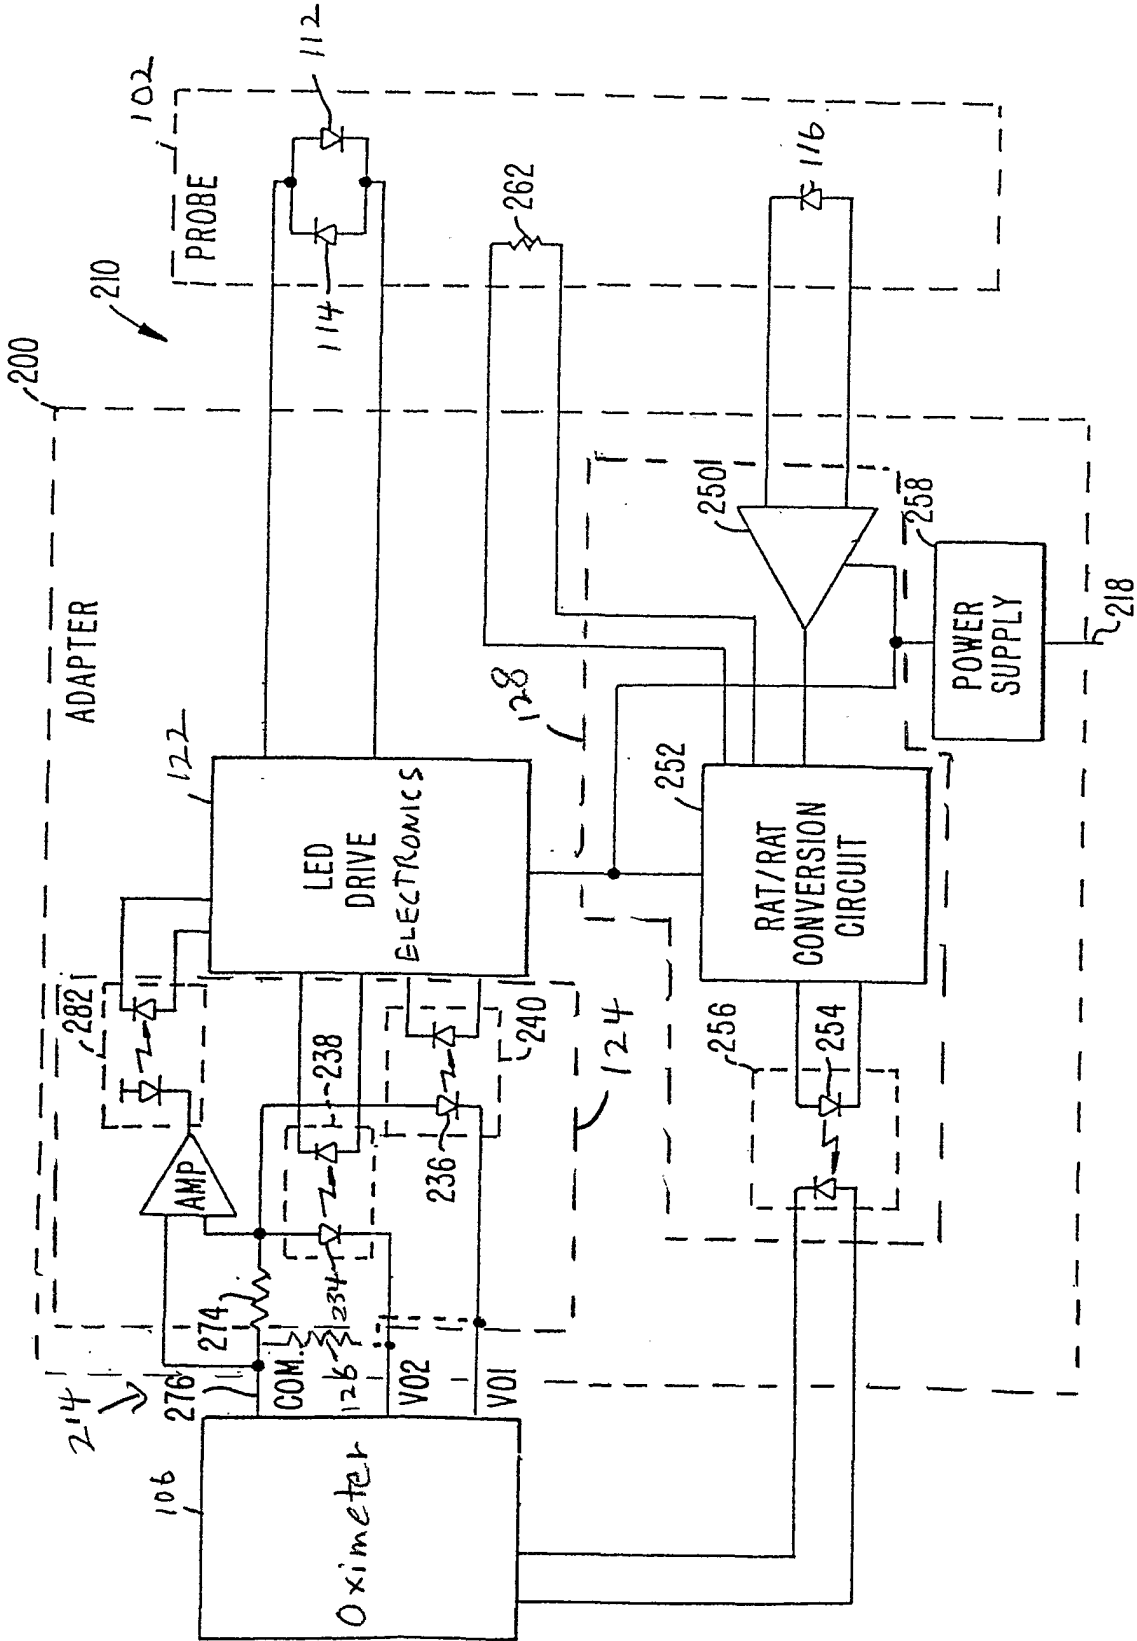 200
210
102
ADAPTER
PROBE
112
114
122
LED
DRIVE
ELECTRONICS
282
AMP
274
276
214
COM.
126
234
238
236
240
124
VO2
VO1
106
Oximeter
262
128
116
250
252
RAT/RAT
CONVERSION
CIRCUIT
256
254
258
POWER
SUPPLY
218